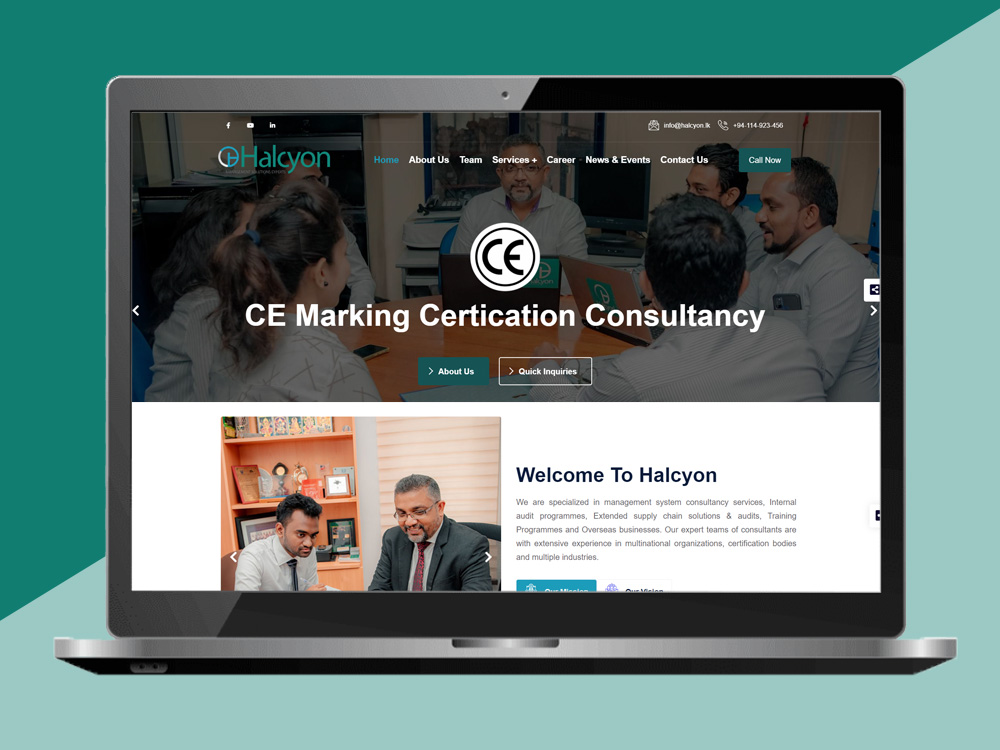 info@halcyon.lk +94-114-923-456
Halcyon
Home About Us Team Services + Career News & Events Contact Us Call Now
CE
CE Marking Certication Consultancy
About Us Quick Inquiries
Welcome To Halcyon
We are specialized in management system consultancy services, Internal
audit programmes, Extended supply chain solutions & audits, Training
Programmes and Overseas businesses. Our expert teams of consultants are
with extensive experience in multinational organizations, certification bodies
and multiple industries.
Our Mission Our Vision